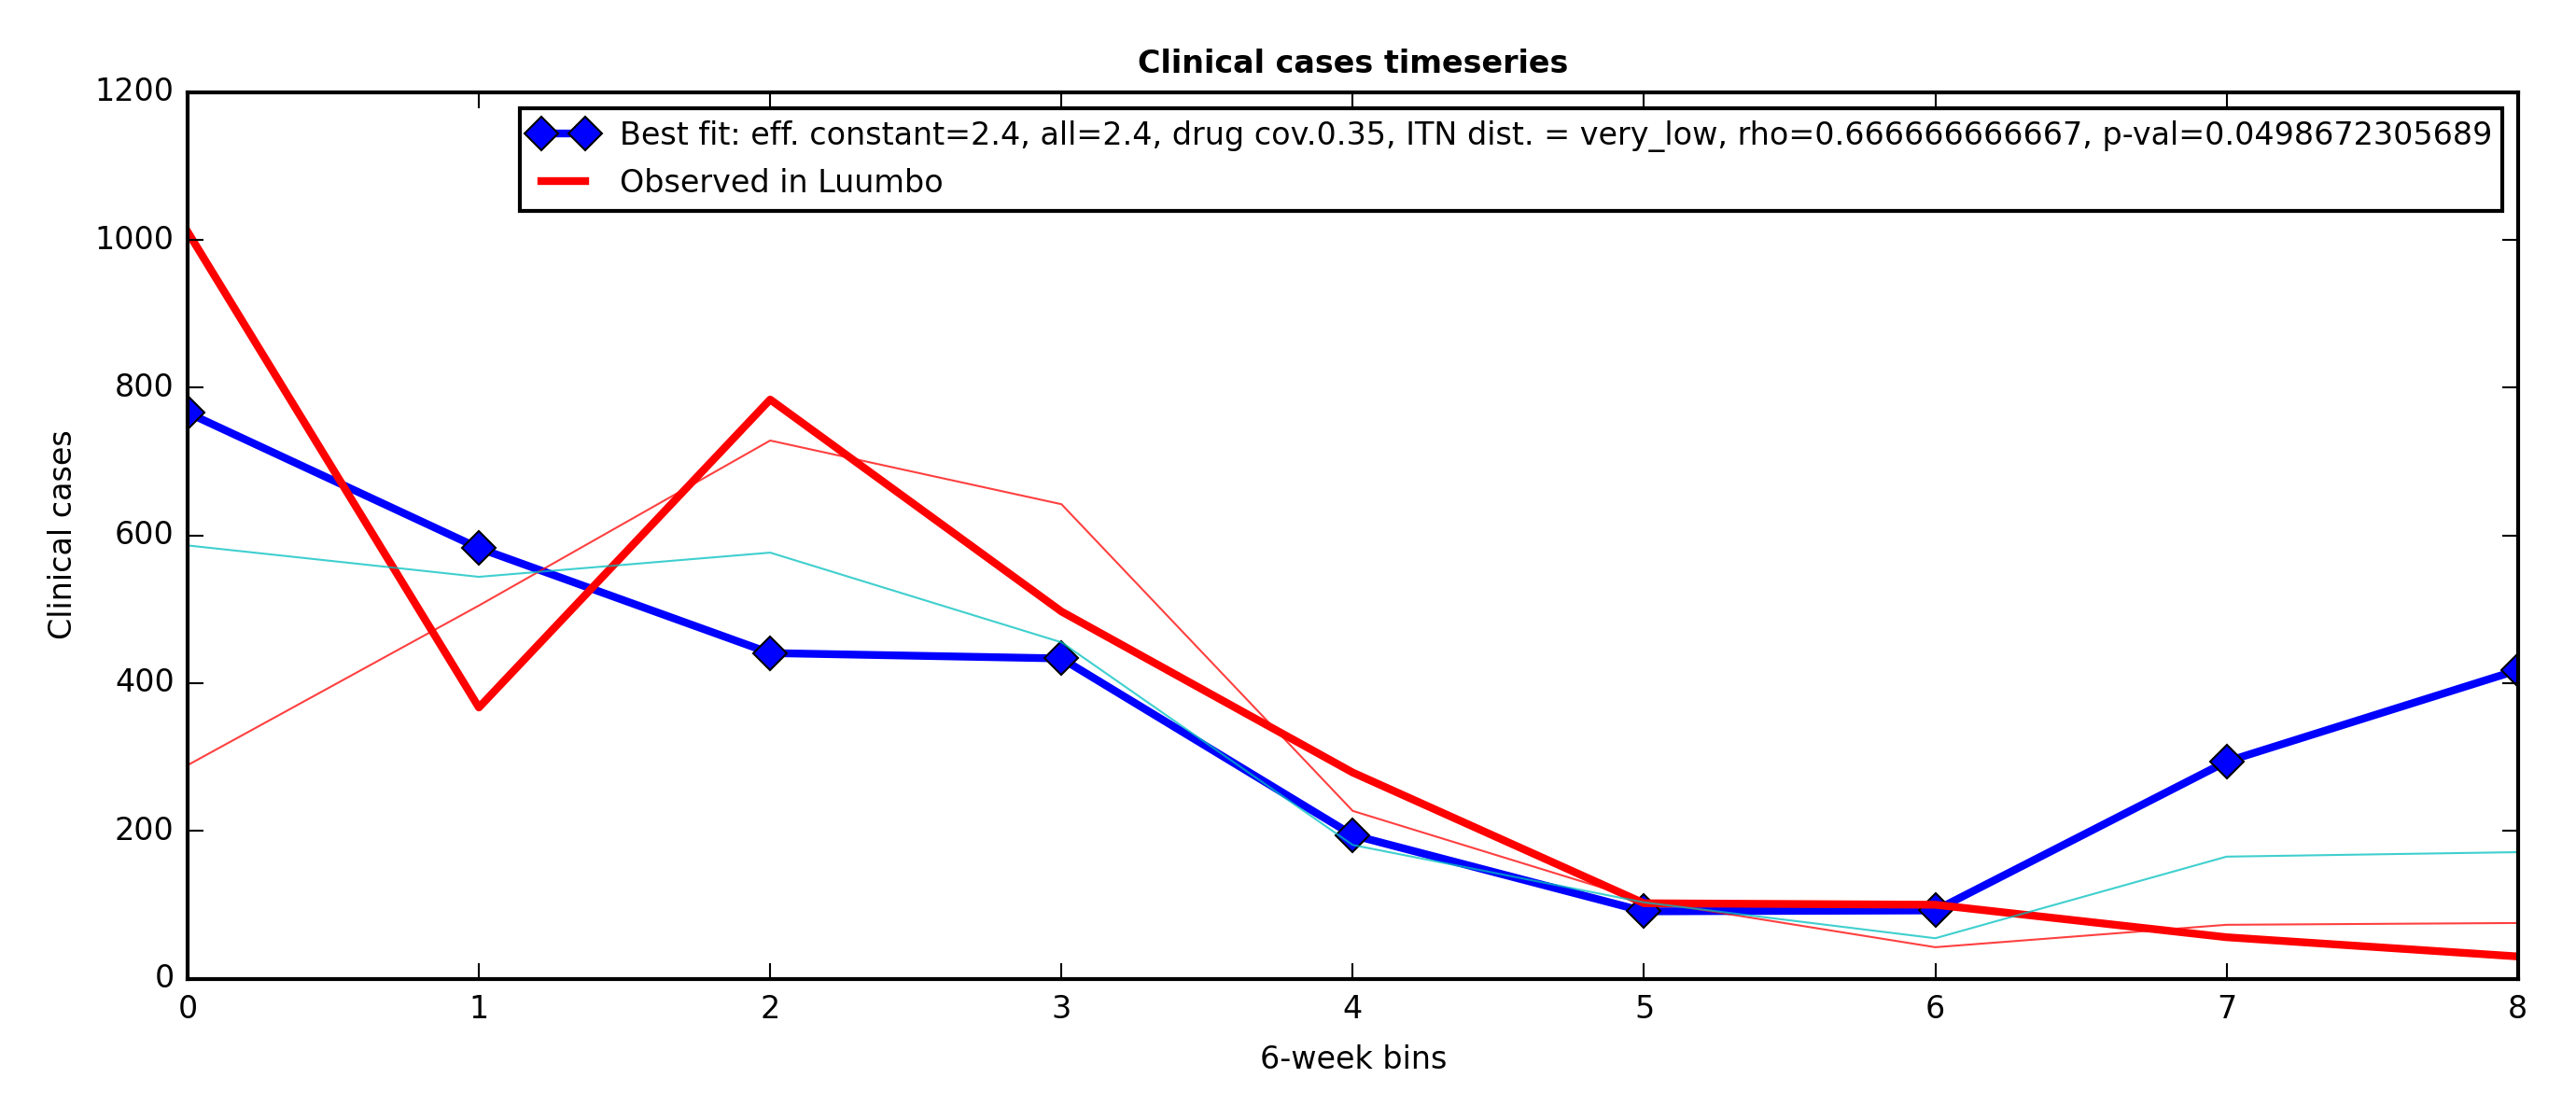 Clinical cases timeseries
1200
1000
800
600
400
200
0
Clinical cases
Best fit: eff. constant=2.4, all=2.4, drug cov.0.35, ITN dist. = very_low, rho=0.666666666667, p-val=0.0498672305689
Observed in Luumbo
0 1 2 3 4 5 6 7 8
6-week bins